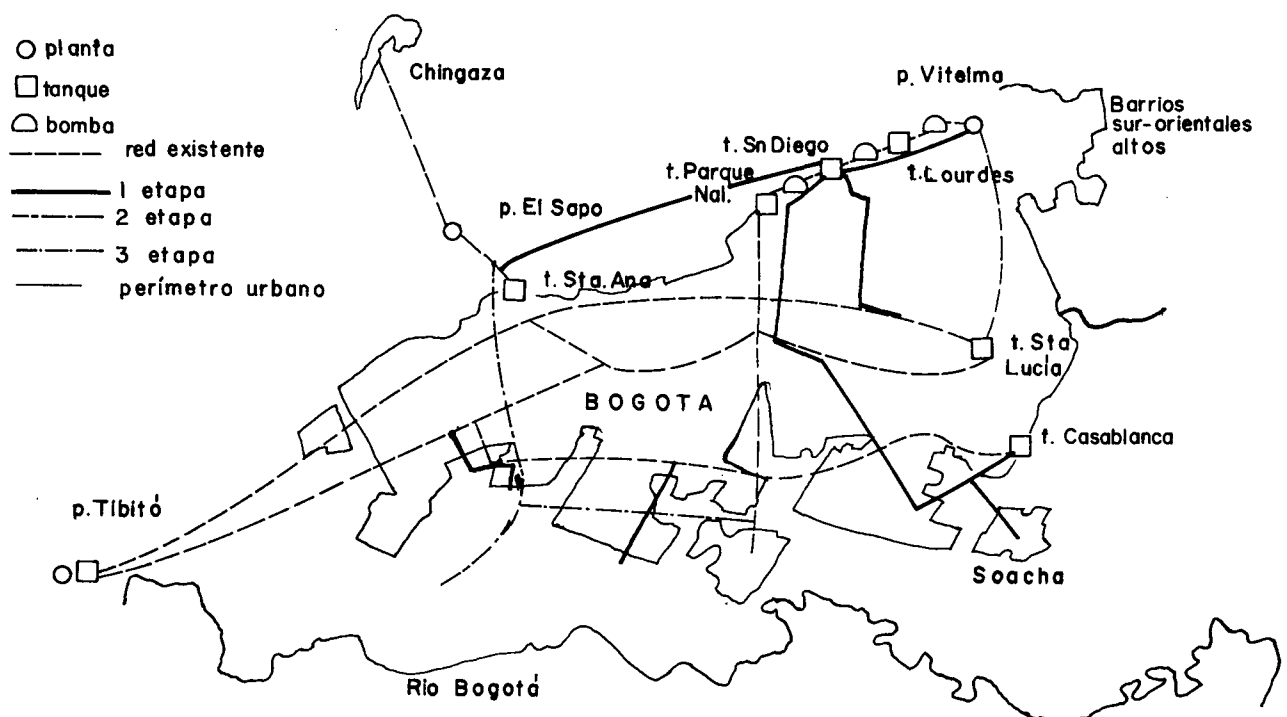 planta
tanque
bomba
red existente
1 etapa
2 etapa
3 etapa
perímetro urbano
Chingaza
p. Vitelma
Barrios
sur-orientales
altos
t. Sn Diego
t. Lourdes
t. Parque
Nal.
p. El Sapo
t. Sta. Ana
t. Sta
Lucía
BOGOTA
t. Casablanca
p. Tibitó
Soacha
Rio Bogotá